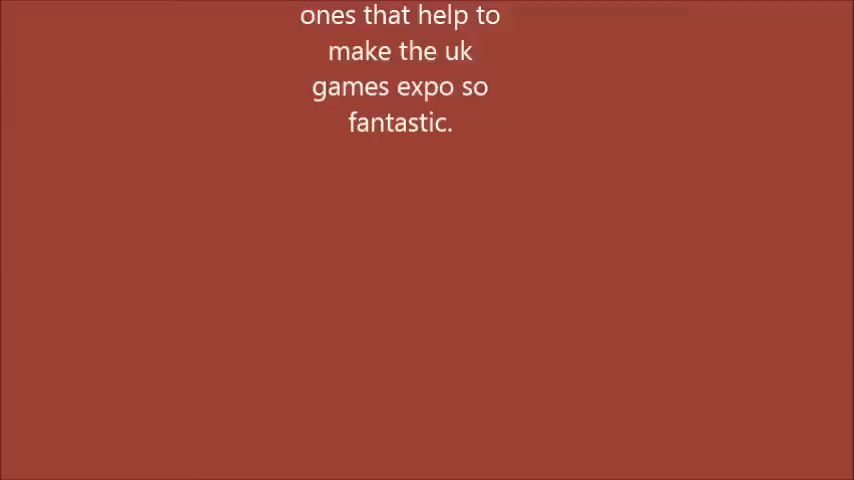 ones that help to
make the uk
games expo so
fantastic.